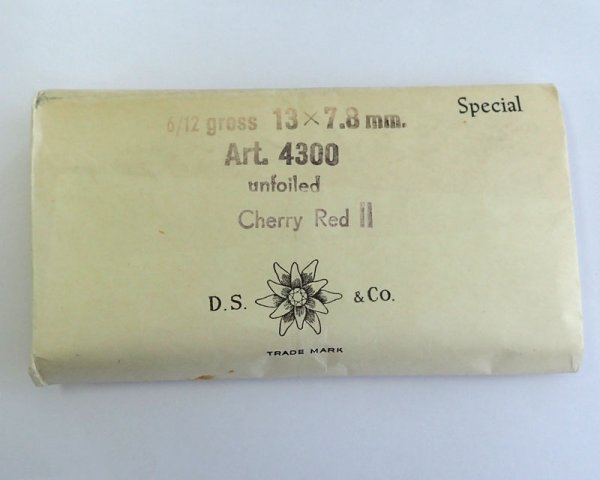 Special
6/12 gross 13×7.8 mm.
Art. 4300
unfoiled
Cherry Red II
D.S. & Co.
TRADE MARK